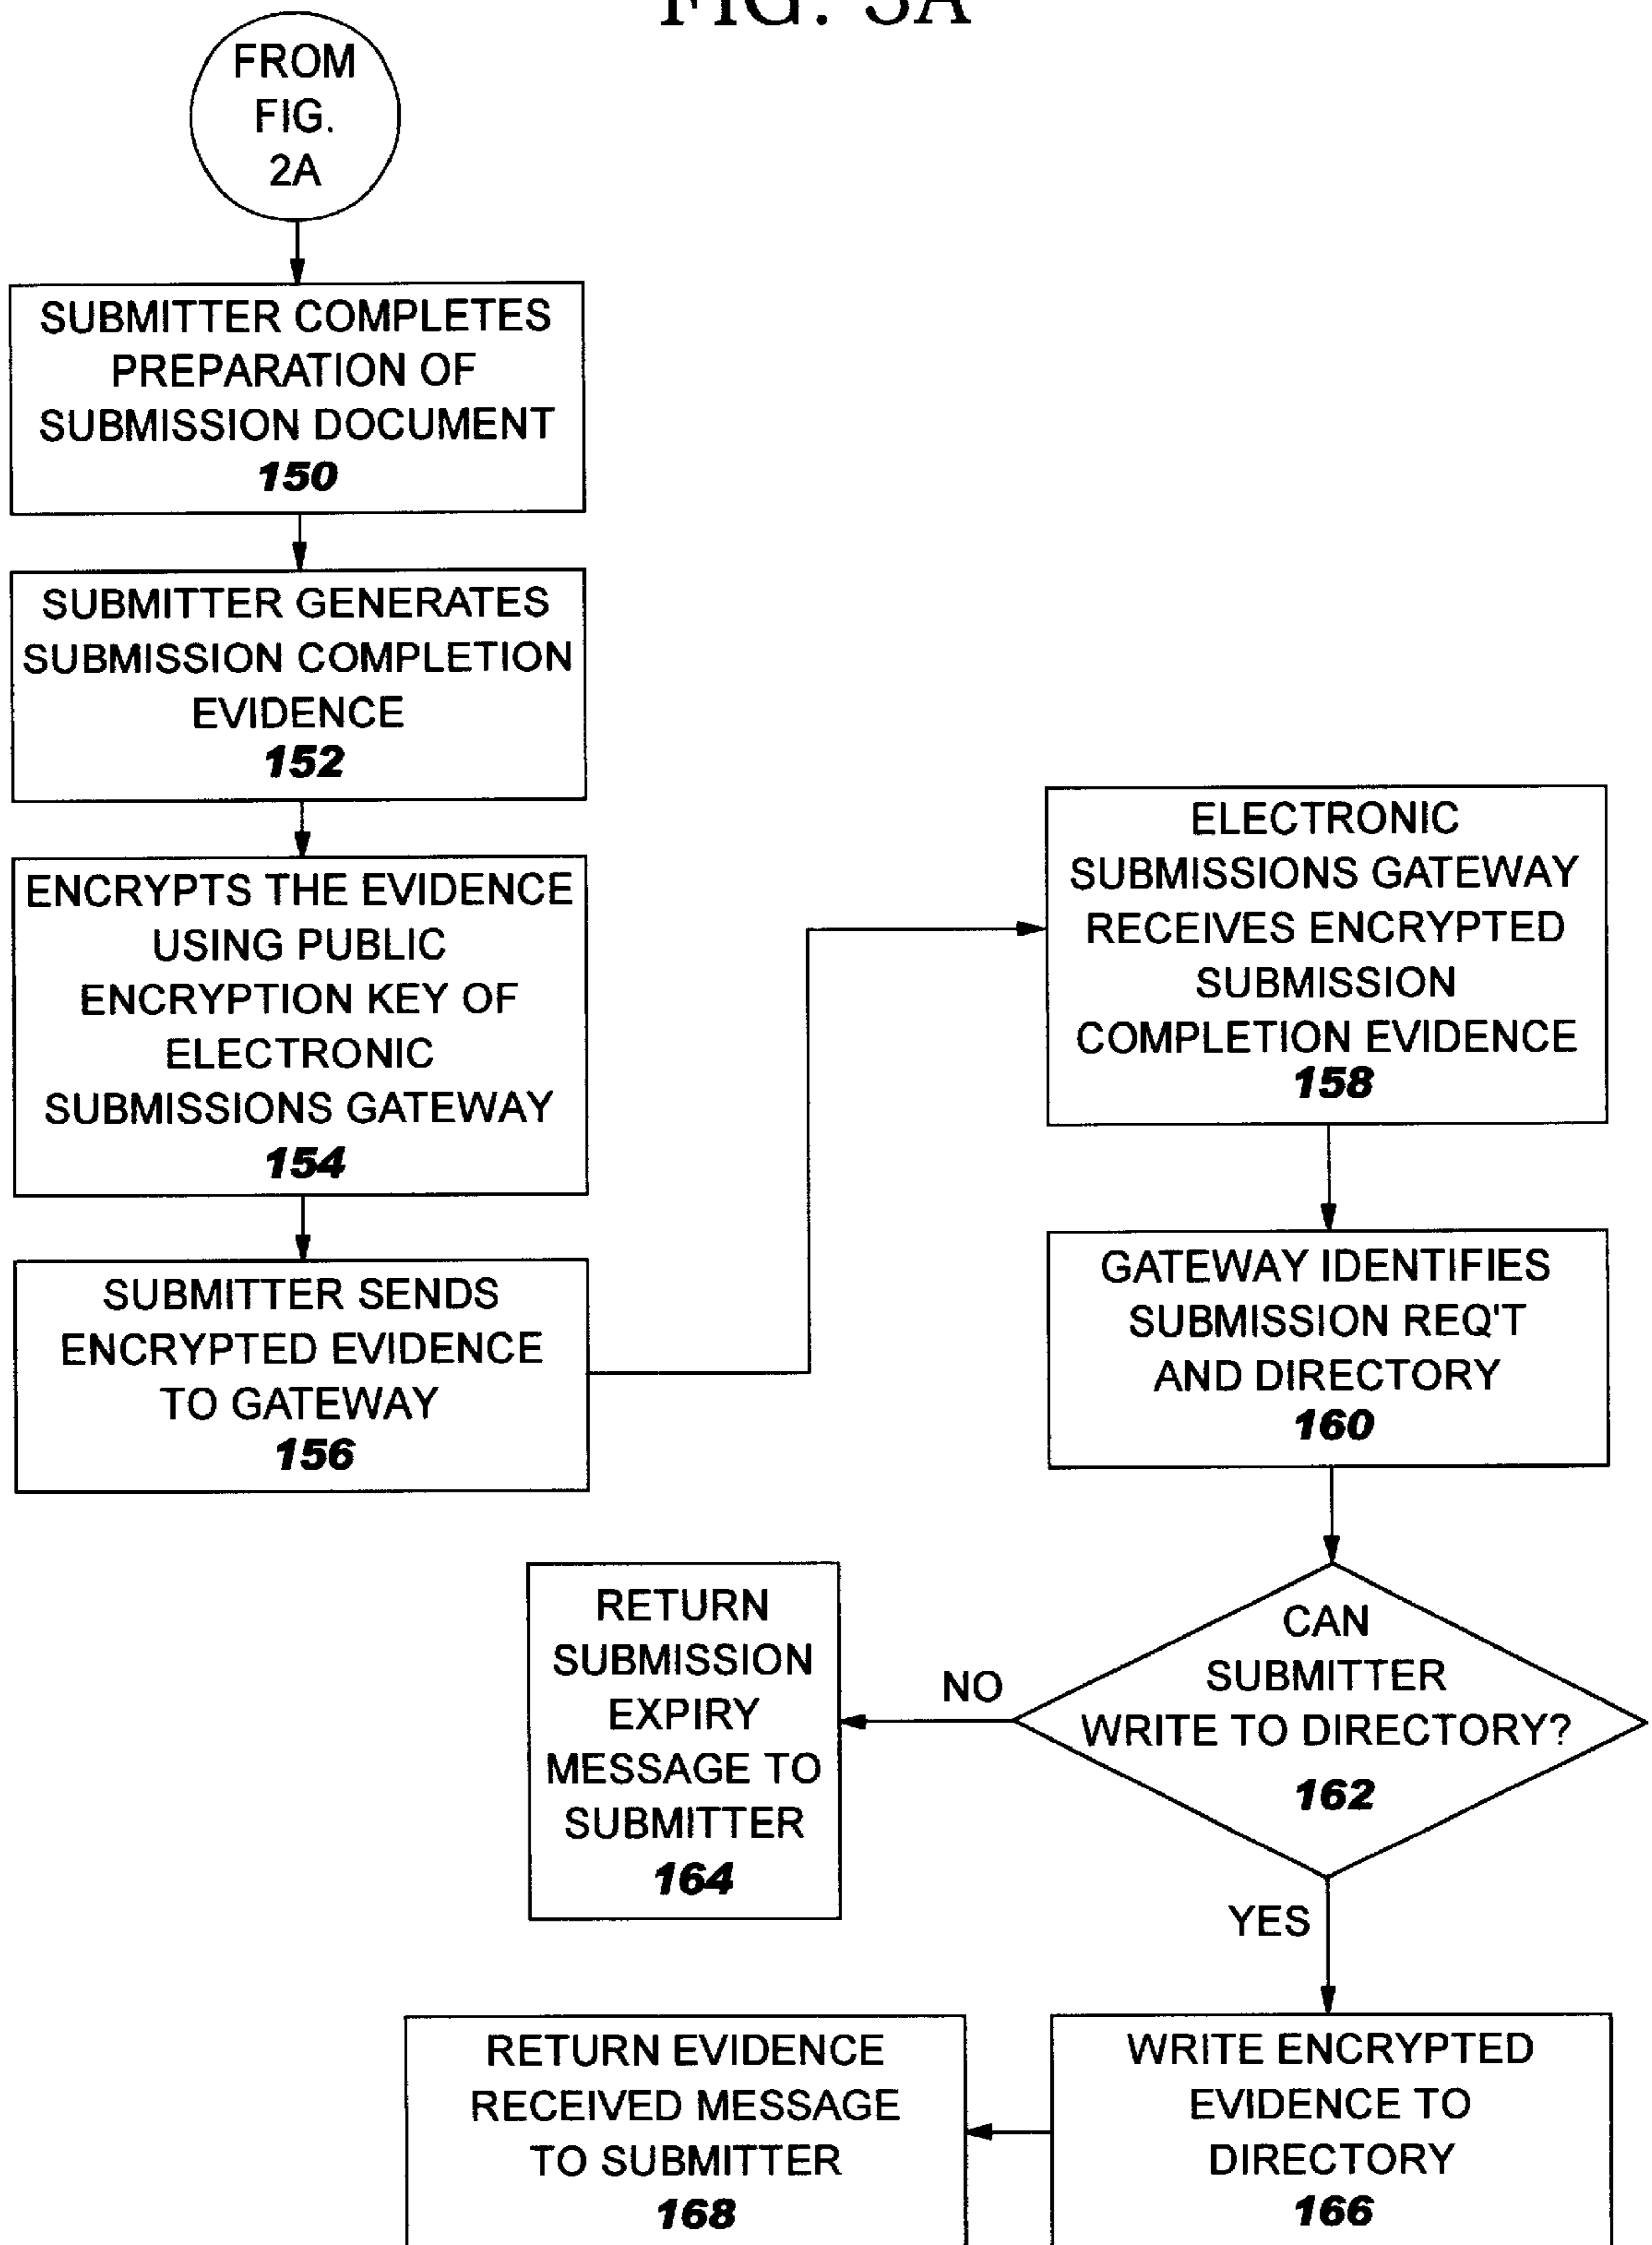 FIG. 3A
FROM
FIG.
2A
SUBMITTER COMPLETES
PREPARATION OF
SUBMISSION DOCUMENT
150
SUBMITTER GENERATES
SUBMISSION COMPLETION
EVIDENCE
152
ENCRYPTS THE EVIDENCE
USING PUBLIC
ENCRYPTION KEY OF
ELECTRONIC
SUBMISSIONS GATEWAY
154
SUBMITTER SENDS
ENCRYPTED EVIDENCE
TO GATEWAY
156
ELECTRONIC
SUBMISSIONS GATEWAY
RECEIVES ENCRYPTED
SUBMISSION
COMPLETION EVIDENCE
158
GATEWAY IDENTIFIES
SUBMISSION REQ'T
AND DIRECTORY
160
CAN
SUBMITTER
WRITE TO DIRECTORY?
162
NO
RETURN
SUBMISSION
EXPIRY
MESSAGE TO
SUBMITTER
164
YES
WRITE ENCRYPTED
EVIDENCE TO
DIRECTORY
166
RETURN EVIDENCE
RECEIVED MESSAGE
TO SUBMITTER
168